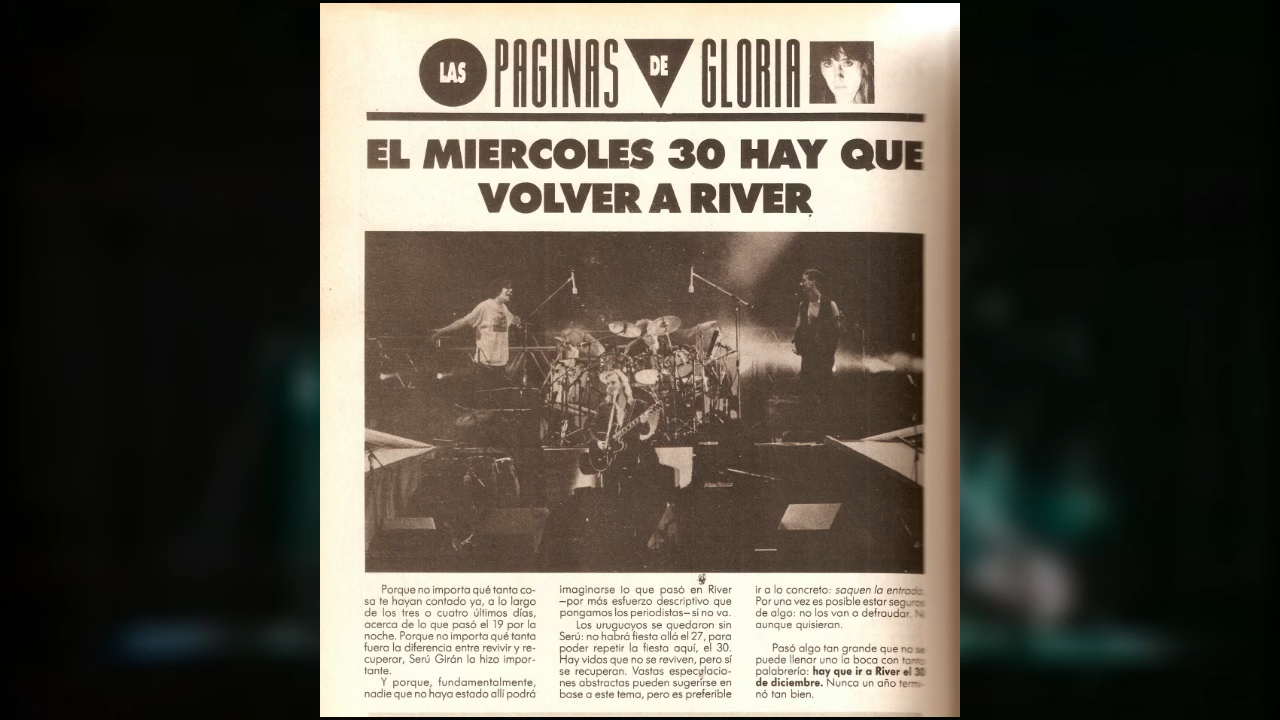 LAS PAGINAS DE GLORIA
EL MIERCOLES 30 HAY QUE
VOLVER A RIVER
Porque no importa qué tanta co-
sa te hayan contado ya, a lo largo
de los tres o cuatro últimos días,
acerca de lo que pasó el 19 por la
noche. Porque no importa qué tanta
fuera la diferencia entre revivir y re-
cuperar, Serú Girán la hizo impor-
tante.
Y porque, fundamentalmente,
nadie que no haya estado allí podrá
imaginarse lo que pasó en River
—por más esfuerzo descriptivo que
pongamos los periodistas— si no va.
Los uruguayos se quedaron sin
Serú: no habrá fiesta allá el 27, para
poder repetir la fiesta aquí, el 30.
Hay vidas que no se reviven, pero sí
se recuperan. Vastas especulacio-
nes abstractas pueden sugerirse en
base a este tema, pero es preferible
ir a lo concreto: saquen la entrada.
Por una vez es posible estar seguros
de algo: no los van a defraudar. Ni
aunque quisieran.
Pasó algo tan grande que no se
puede llenar uno la boca con tanto
palabrerío: hay que ir a River el 30
de diciembre. Nunca un año termi-
nó tan bien.